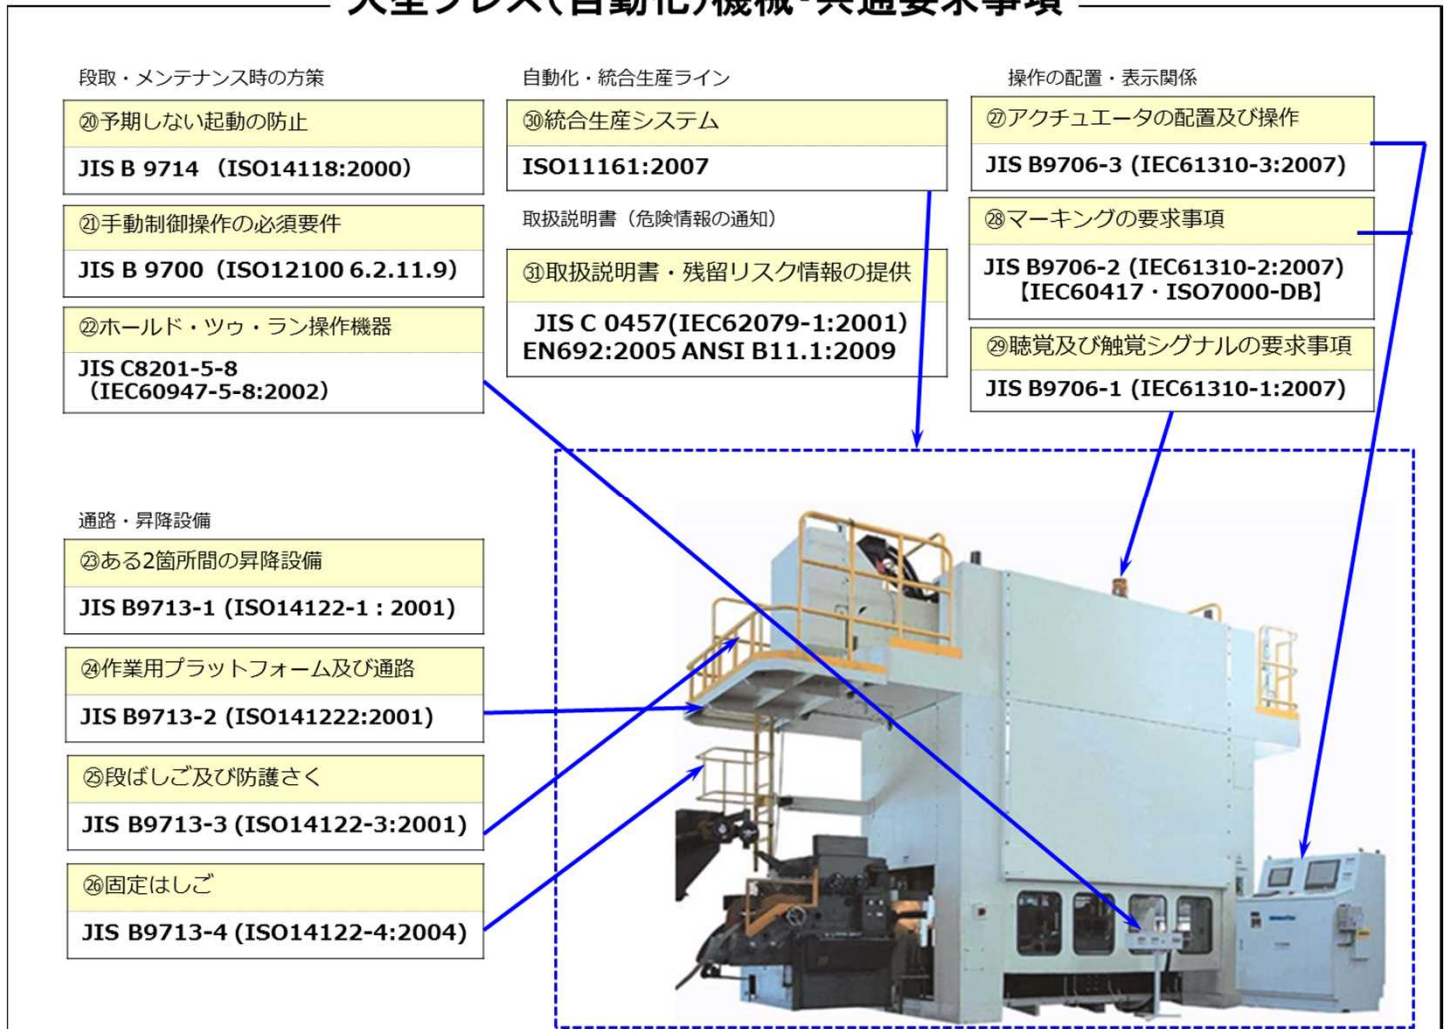 大型プレス(自動化)機械・共通要求事項
段取・メンテナンス時の方策
⑳予期しない起動の防止
JIS B 9714 （ISO14118:2000）
㉑手動制御操作の必須要件
JIS B 9700（ISO12100 6.2.11.9）
㉒ホールド・ツゥ・ラン操作機器
JIS C8201-5-8
（IEC60947-5-8:2002）
通路・昇降設備
㉓ある2箇所間の昇降設備
JIS B9713-1 (ISO14122-1：2001)
㉔作業用プラットフォーム及び通路
JIS B9713-2 (ISO141222:2001)
㉕段ばしご及び防護さく
JIS B9713-3 (ISO14122-3:2001)
㉖固定はしご
JIS B9713-4 (ISO14122-4:2004)
自動化・統合生産ライン
㉚統合生産システム
ISO11161:2007
取扱説明書（危険情報の通知）
㉛取扱説明書・残留リスク情報の提供
JIS C 0457(IEC62079-1:2001)
EN692:2005 ANSI B11.1:2009
操作の配置・表示関係
㉗アクチュエータの配置及び操作
JIS B9706-3 (IEC61310-3:2007)
㉘マーキングの要求事項
JIS B9706-2 (IEC61310-2:2007)
【IEC60417・ISO7000-DB】
㉙聴覚及び触覚シグナルの要求事項
JIS B9706-1 (IEC61310-1:2007)